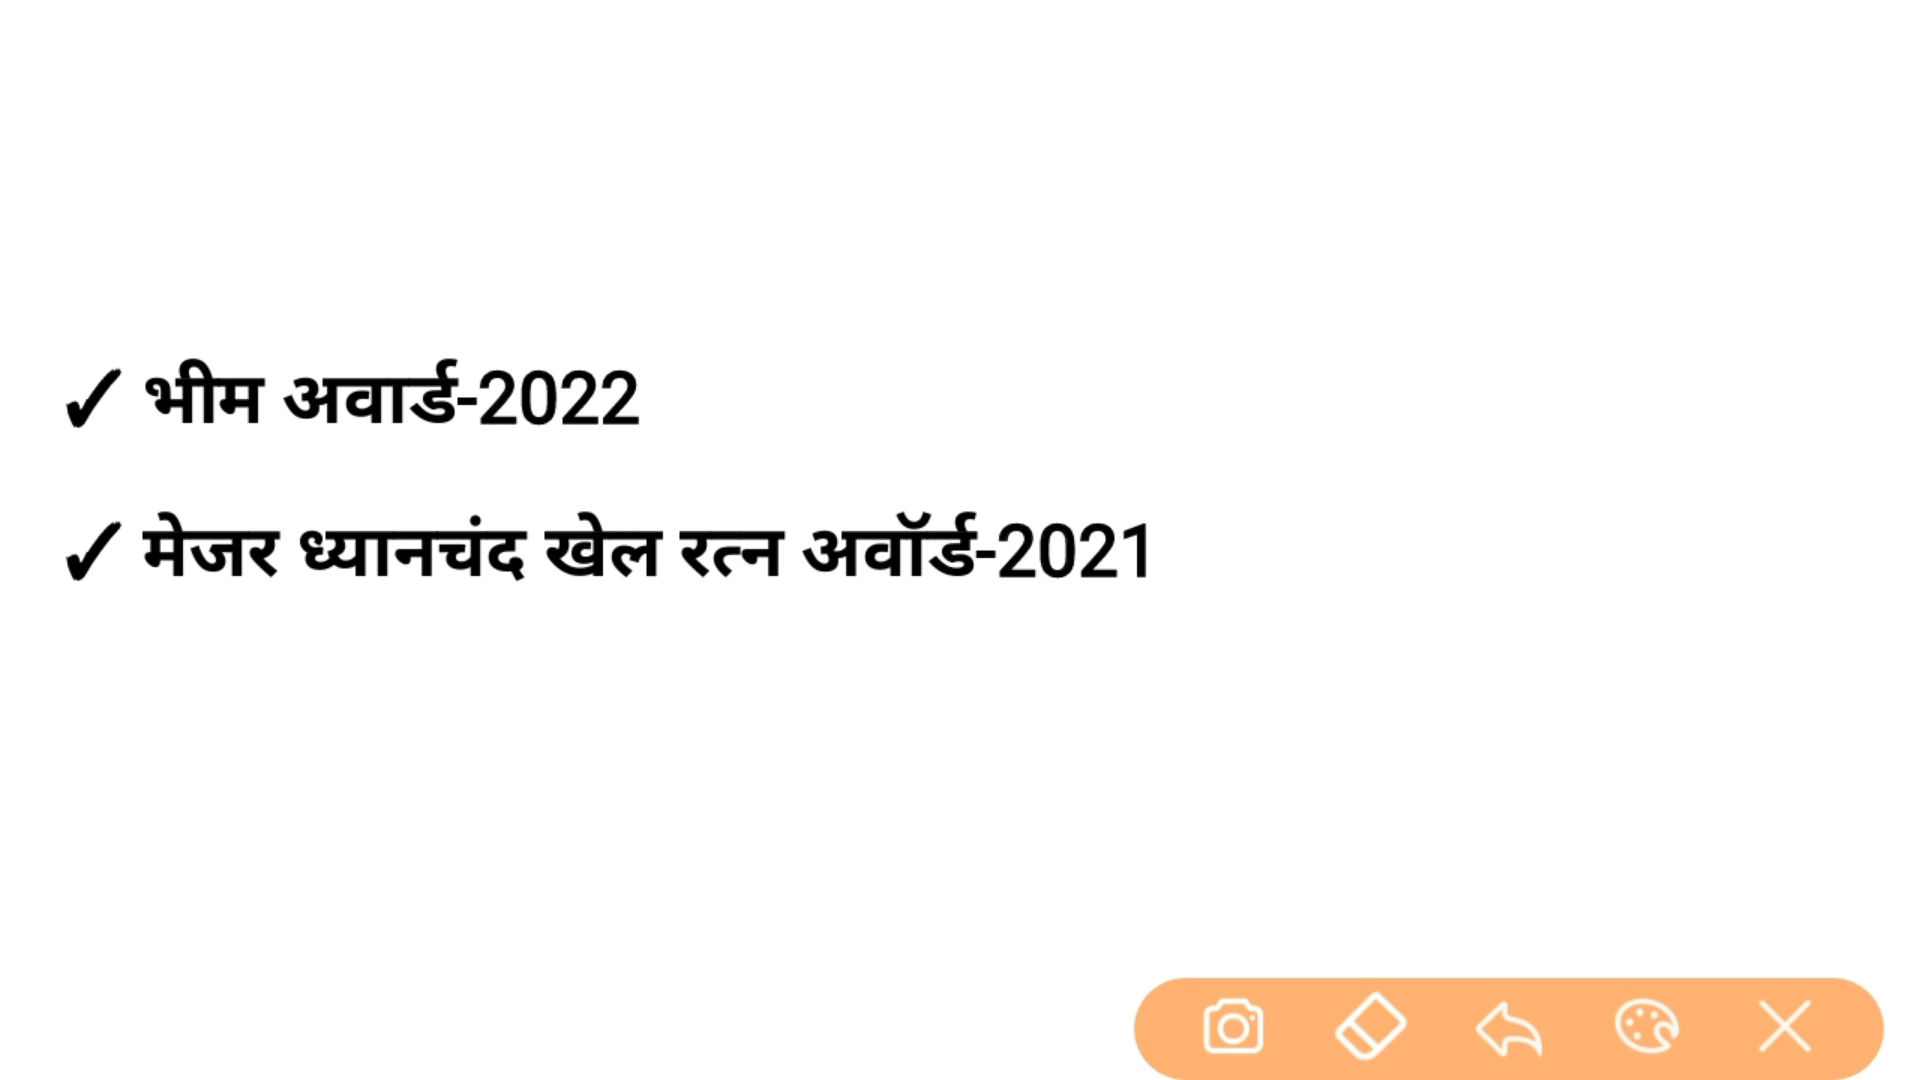 ✓ भीम अवार्ड-2022
✓ मेजर ध्यानचंद खेल रत्न अवॉर्ड-2021